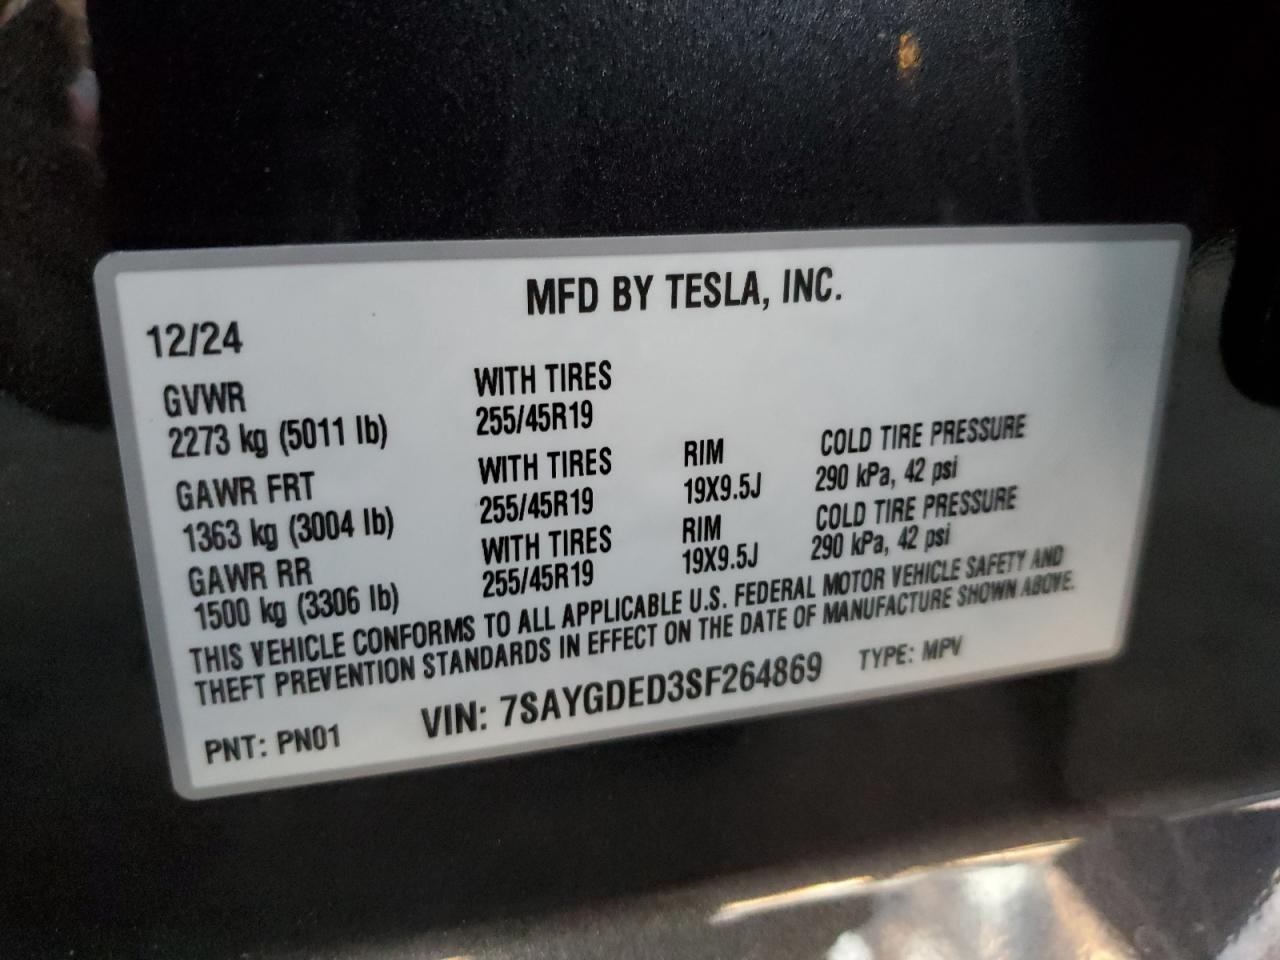 MFD BY TESLA, INC.
12/24
GVWR WITH TIRES
2273 kg (5011 lb) 255/45R19
GAWR FRT WITH TIRES RIM COLD TIRE PRESSURE
1363 kg (3004 lb) 255/45R19 19X9.5J 290 kPa, 42 psi
GAWR RR WITH TIRES RIM COLD TIRE PRESSURE
1500 kg (3306 lb) 255/45R19 19X9.5J 290 kPa, 42 psi
THIS VEHICLE CONFORMS TO ALL APPLICABLE U.S. FEDERAL MOTOR VEHICLE SAFETY AND
THEFT PREVENTION STANDARDS IN EFFECT ON THE DATE OF MANUFACTURE SHOWN ABOVE.
PNT: PN01 VIN: 7SAYGDED3SF264869 TYPE: MPV